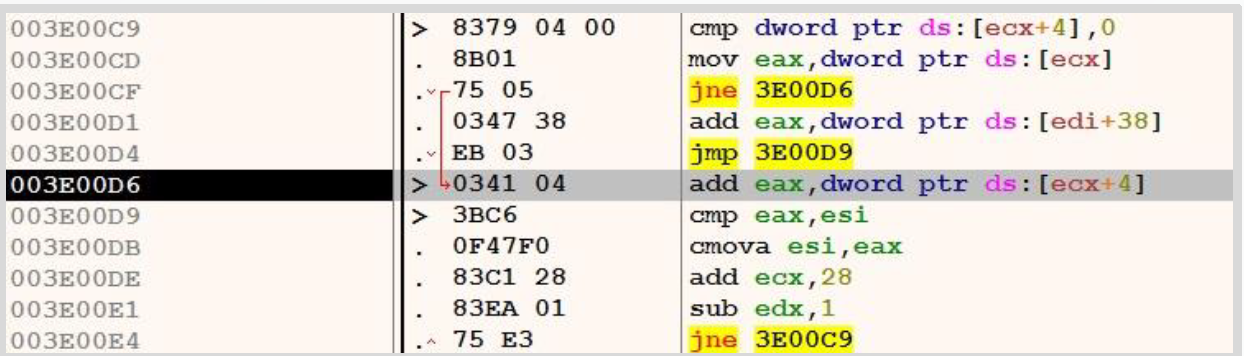 003E00C9 > 8379 04 00 cmp dword ptr ds:[ecx+4],0
003E00CD . 8B01 mov eax,dword ptr ds:[ecx]
003E00CF . 75 05 jne 3E00D6
003E00D1 . 0347 38 add eax,dword ptr ds:[edi+38]
003E00D4 . EB 03 jmp 3E00D9
003E00D6 > 0341 04 add eax,dword ptr ds:[ecx+4]
003E00D9 > 3BC6 cmp eax,esi
003E00DB . 0F47F0 cmova esi,eax
003E00DE . 83C1 28 add ecx,28
003E00E1 . 83EA 01 sub edx,1
003E00E4 . 75 E3 jne 3E00C9